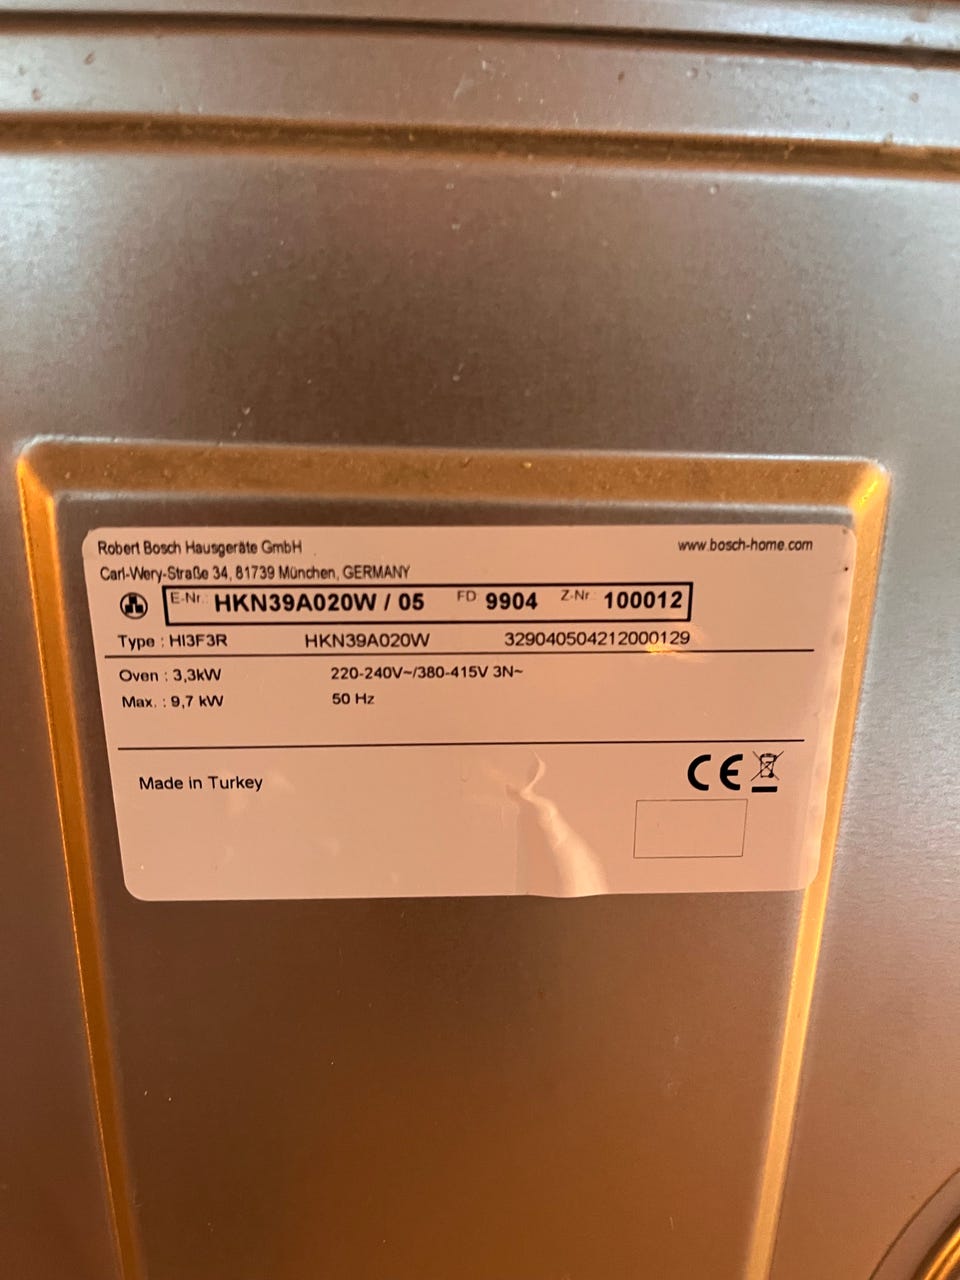 Robert Bosch Hausgeräte GmbH www.bosch-home.com
Carl-Wery-Straße 34, 81739 München, GERMANY
E-Nr.: HKN39A020W / 05 FD 9904 Z-Nr. 100012
Type : HI3F3R HKN39A020W 329040504212000129
Oven : 3,3kW 220-240V~/380-415V 3N~
Max. : 9,7 kW 50 Hz
Made in Turkey CE